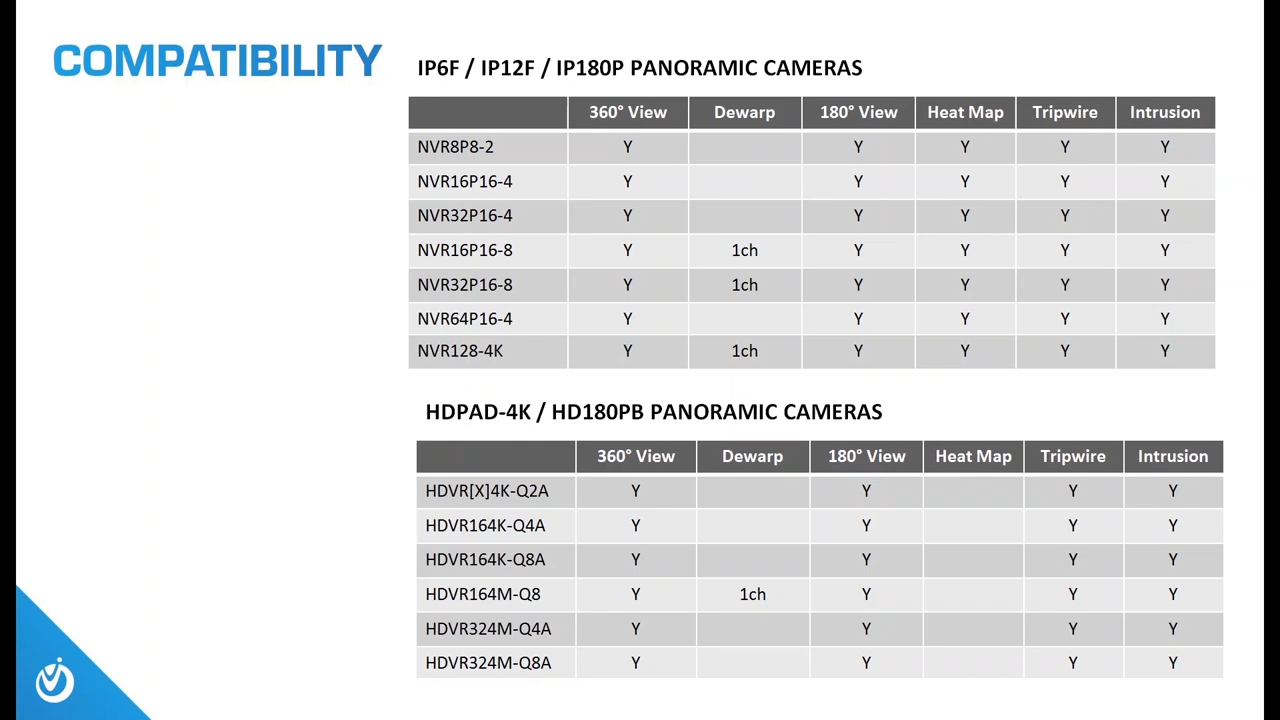 COMPATIBILITY
IP6F / IP12F / IP180P PANORAMIC CAMERAS
360° View Dewarp 180° View Heat Map Tripwire Intrusion
NVR8P8-2 Y Y Y Y Y
NVR16P16-4 Y Y Y Y Y
NVR32P16-4 Y Y Y Y Y
NVR16P16-8 Y 1ch Y Y Y Y
NVR32P16-8 Y 1ch Y Y Y Y
NVR64P16-4 Y Y Y Y Y
NVR128-4K Y 1ch Y Y Y Y
HDPAD-4K / HD180PB PANORAMIC CAMERAS
360° View Dewarp 180° View Heat Map Tripwire Intrusion
HDVR[X]4K-Q2A Y Y Y Y
HDVR164K-Q4A Y Y Y Y
HDVR164K-Q8A Y Y Y Y
HDVR164M-Q8 Y 1ch Y Y Y
HDVR324M-Q4A Y Y Y Y
HDVR324M-Q8A Y Y Y Y